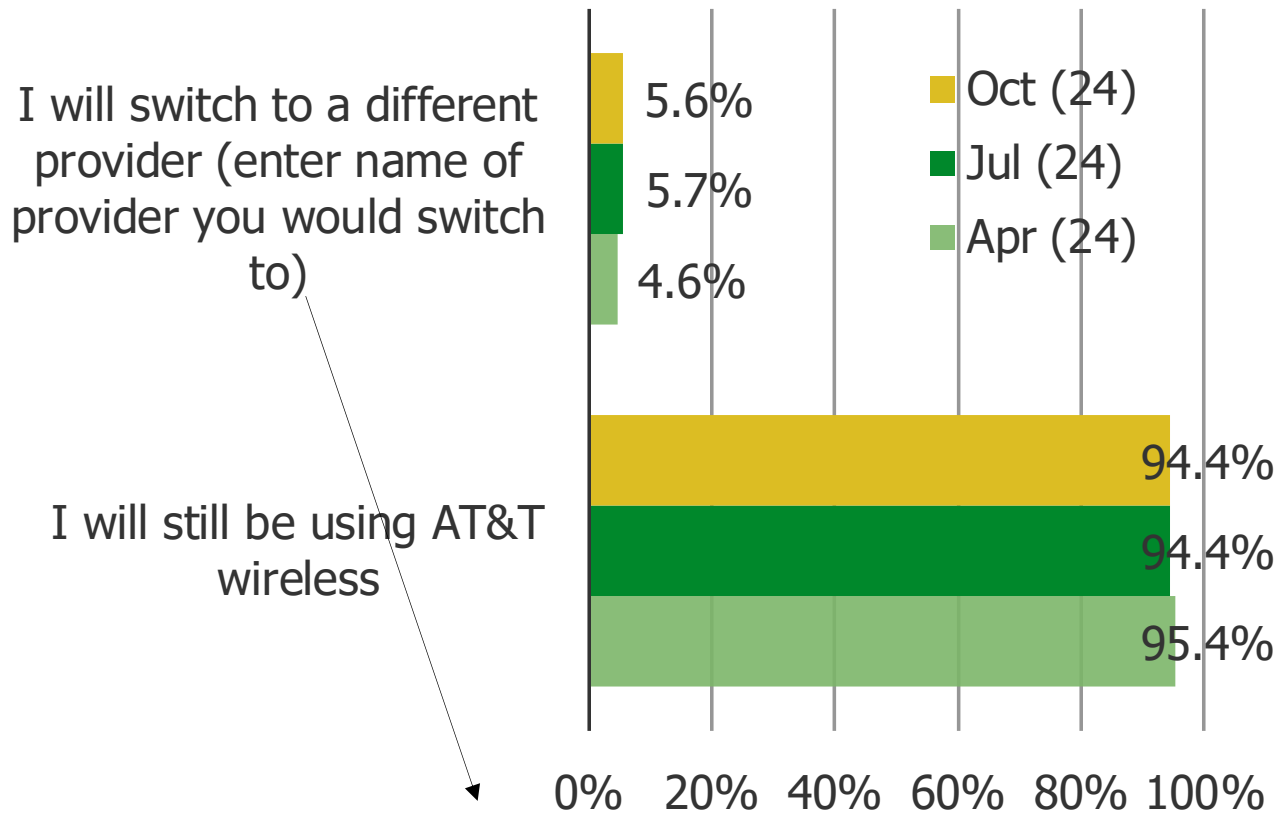 I will switch to a different
provider (enter name of
provider you would switch
to)
5.6%
5.7%
4.6%
Oct (24)
Jul (24)
Apr (24)
I will still be using AT&T
wireless
94.4%
94.4%
95.4%
0% 20% 40% 60% 80% 100%